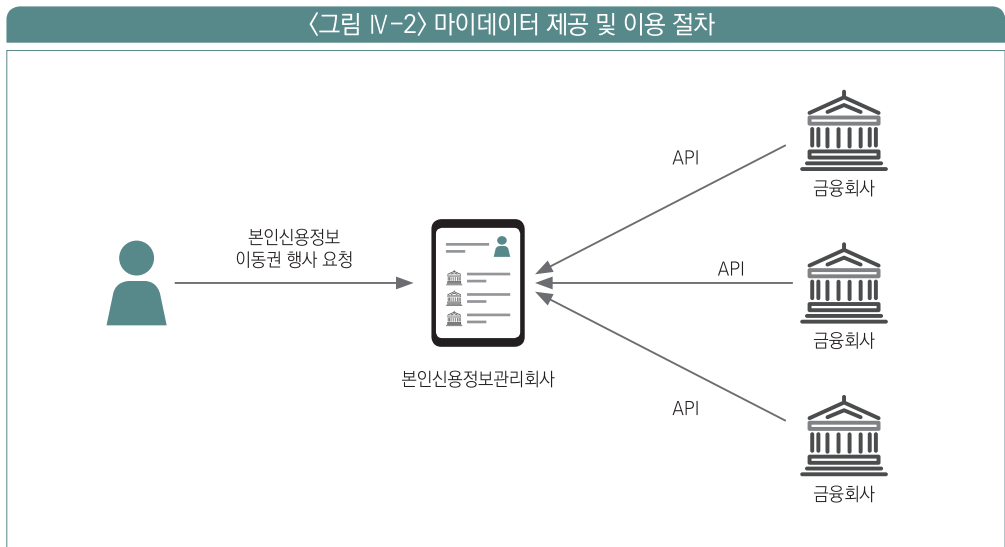 〈그림 Ⅳ-2〉 마이데이터 제공 및 이용 절차
본인신용정보
이동권 행사 요청
본인신용정보관리회사
API
금융회사
API
금융회사
API
금융회사